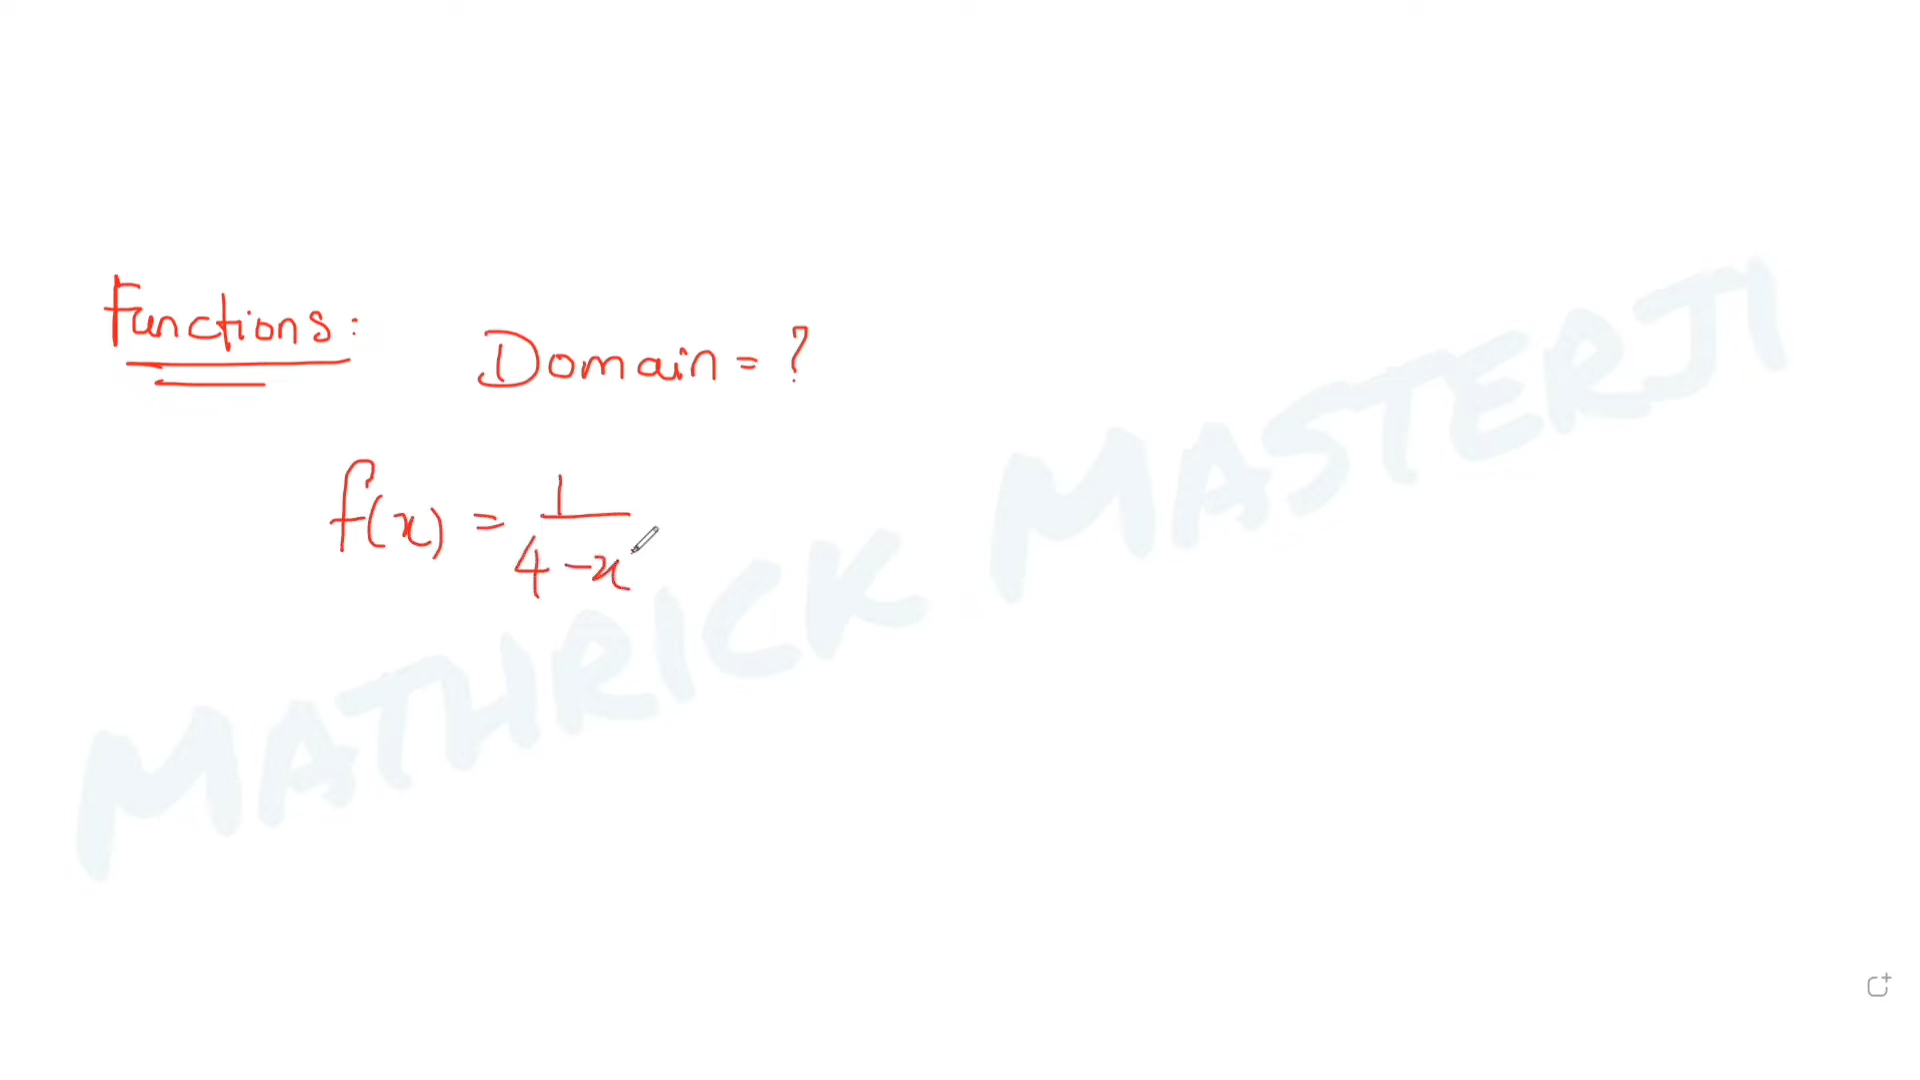 Functions:
Domain = ?
f(x) = 1/(4-x
MATHRICK MASTERJI